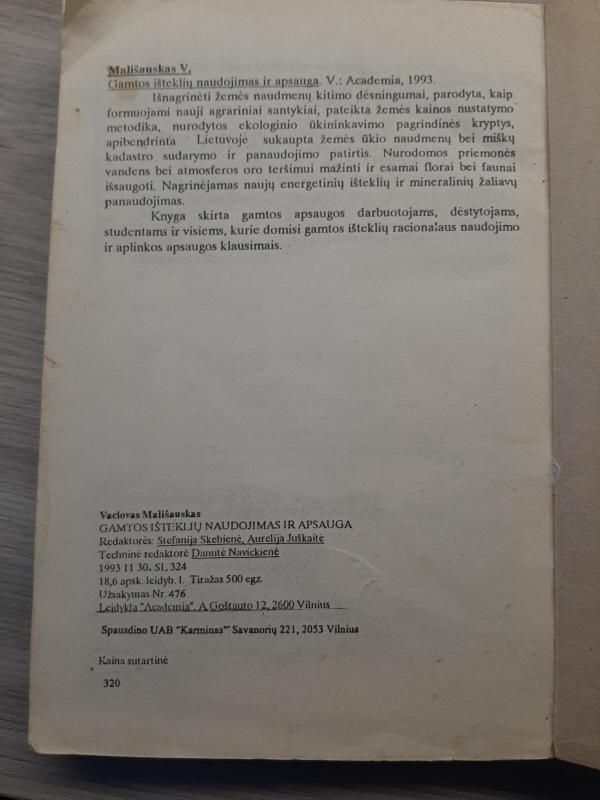 Mališauskas V.
Gamtos išteklių naudojimas ir apsauga. V.: Academia, 1993.
Išnagrinėti žemės naudmenų kitimo dėsningumai, parodyta, kaip
formuojami nauji agrariniai santykiai, pateikta žemės kainos nustatymo
metodika, nurodytos ekologinio ūkininkavimo pagrindinės kryptys,
apibendrinta Lietuvoje sukaupta žemės ūkio naudmenų bei miškų
kadastro sudarymo ir panaudojimo patirtis. Nurodomos priemonės
vandens bei atmosferos oro teršimui mažinti ir esamai florai bei faunai
išsaugoti. Nagrinėjamas naujų energetinių išteklių ir mineralinių žaliavų
panaudojimas.
Knyga skirta gamtos apsaugos darbuotojams, dėstytojams,
studentams ir visiems, kurie domisi gamtos išteklių racionalaus naudojimo
ir aplinkos apsaugos klausimais.
Vaclovas Mališauskas
GAMTOS IŠTEKLIŲ NAUDOJIMAS IR APSAUGA
Redaktorės: Stefanija Skebienė, Aurelija Juškaitė
Techninė redaktorė Danutė Navickienė
1993 11 30. SL 324
18,6 apsk. leidyb. l. Tiražas 500 egz.
Užsakymas Nr. 476
Leidykla "Academia", A.Goštauto 12, 2600 Vilnius
Spausdino UAB "Karminas" Savanorių 221, 2053 Vilnius
Kaina sutartinė
320